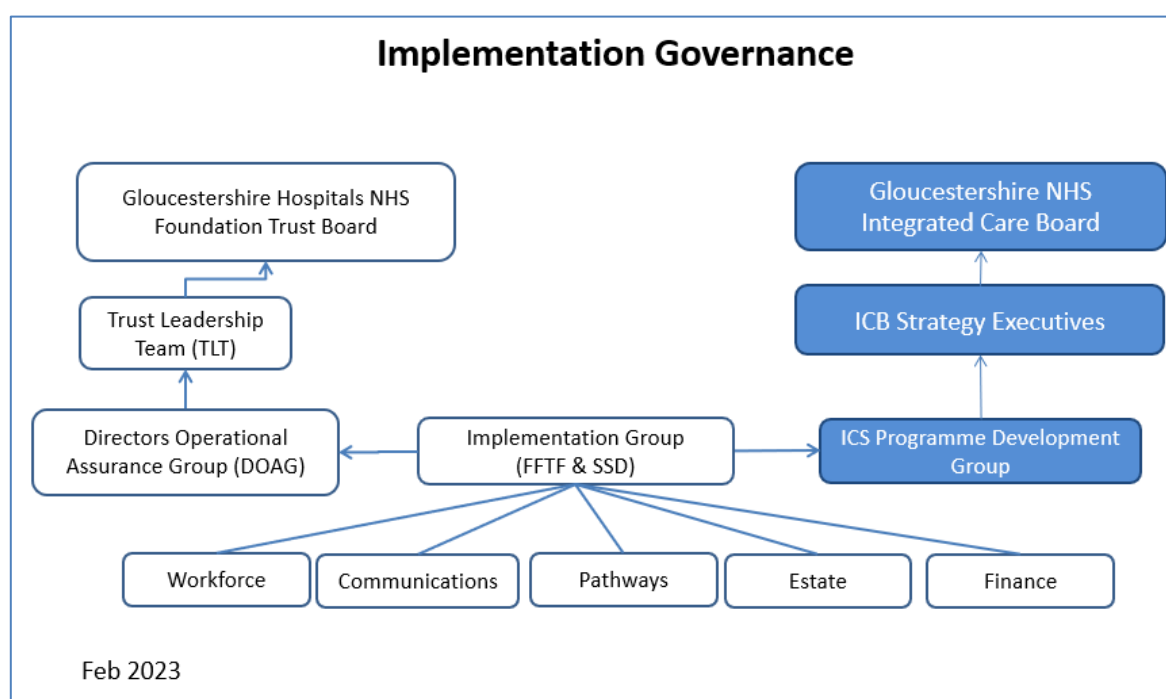 Implementation Governance
Gloucestershire Hospitals NHS
Foundation Trust Board
Gloucestershire NHS
Integrated Care Board
Trust Leadership
Team (TLT)
ICB Strategy Executives
Directors Operational
Assurance Group (DOAG)
Implementation Group
(FFTF & SSD)
ICS Programme Development
Group
Workforce
Communications
Pathways
Estate
Finance
Feb 2023